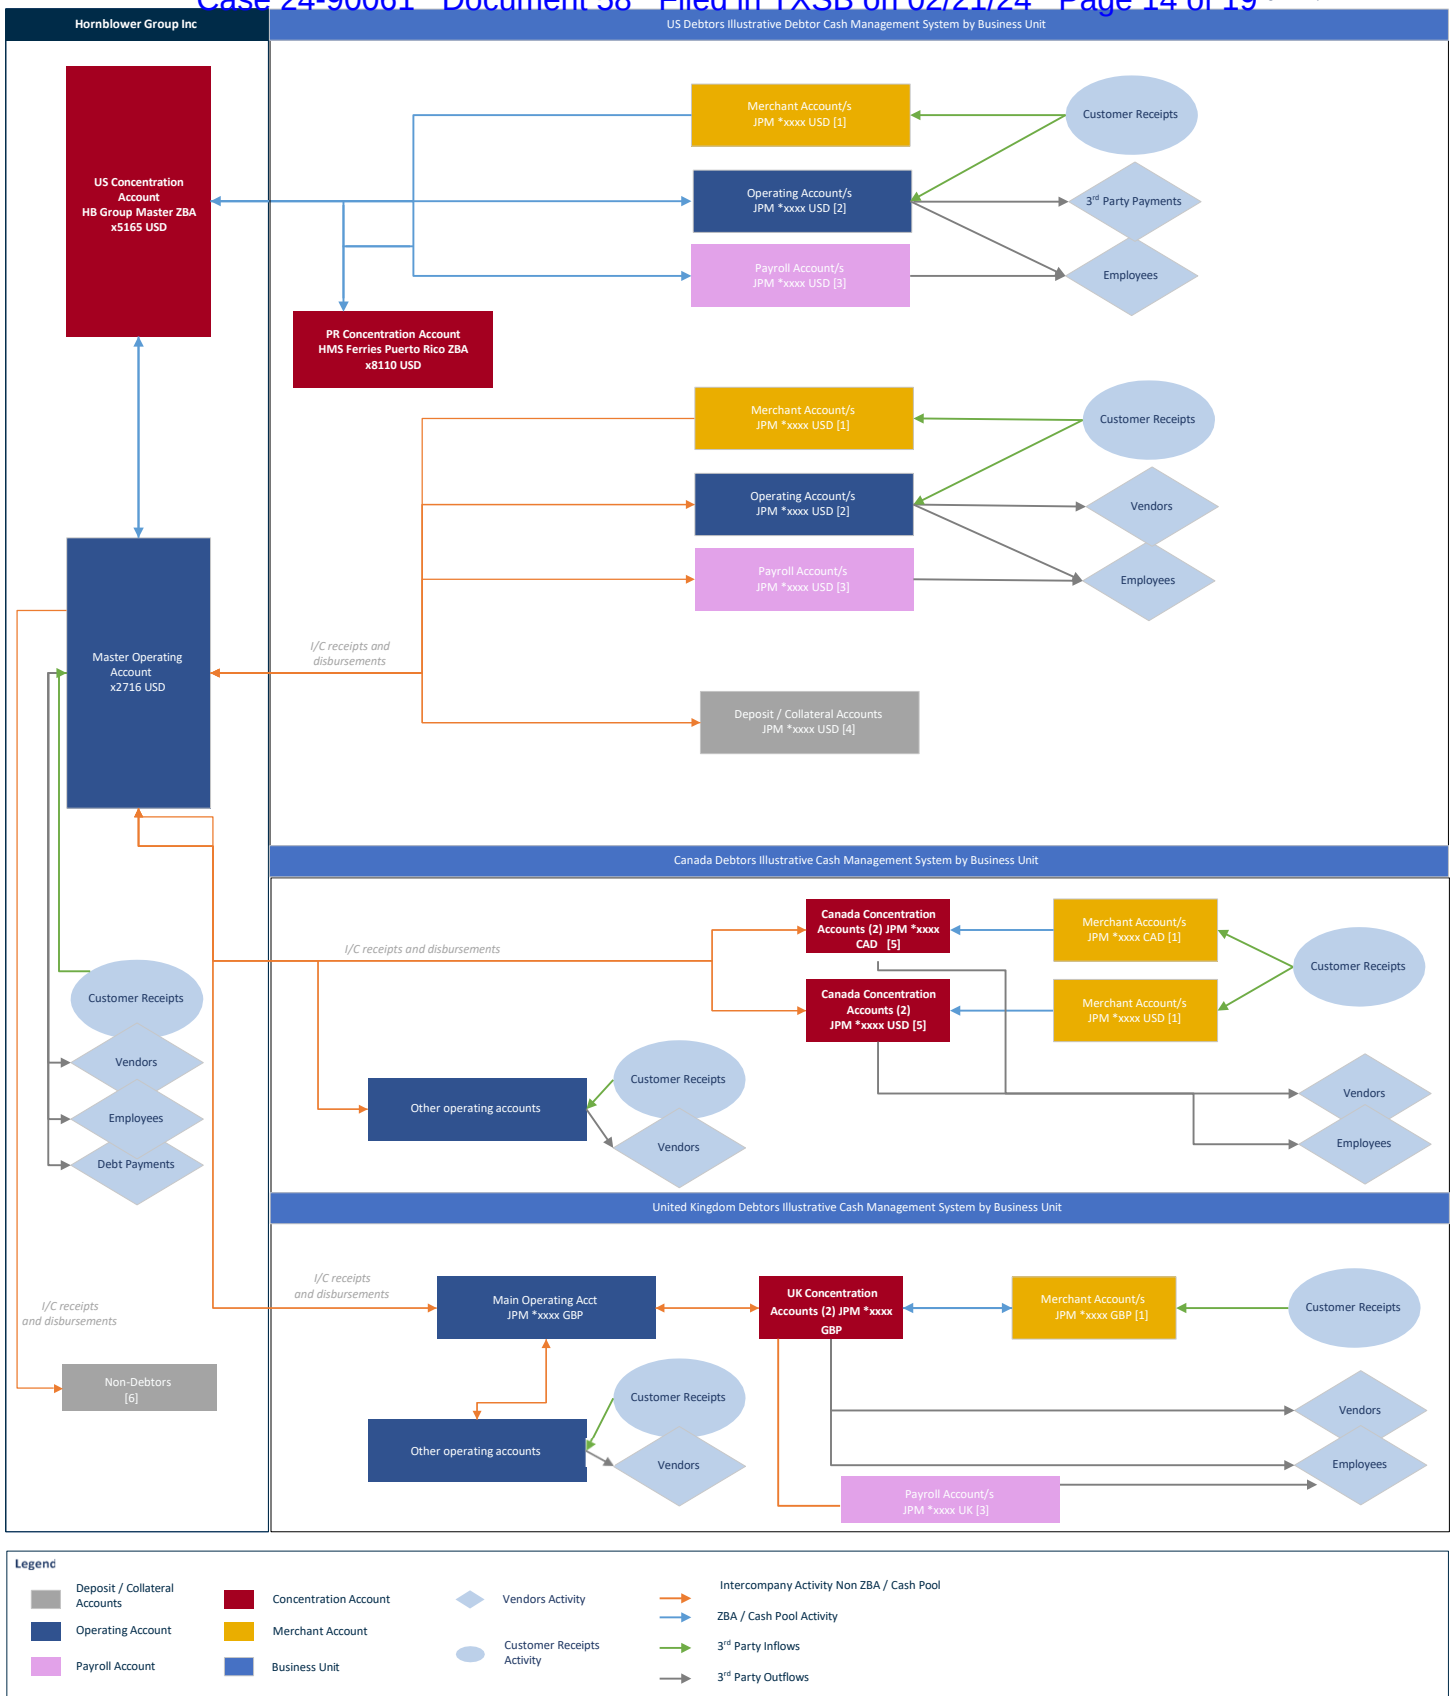 Case 24-90061 Document 38 Filed in TXSB on 02/21/24 Page 14 of 19
Hornblower Group Inc
US Debtors Illustrative Debtor Cash Management System by Business Unit
US Concentration
Account
HB Group Master ZBA
x5165 USD
Merchant Account/s
JPM *xxxx USD [1]
Customer Receipts
Operating Account/s
JPM *xxxx USD [2]
3rd Party Payments
Payroll Account/s
JPM *xxxx USD [3]
Employees
PR Concentration Account
HMS Ferries Puerto Rico ZBA
x8110 USD
Merchant Account/s
JPM *xxxx USD [1]
Customer Receipts
Operating Account/s
JPM *xxxx USD [2]
Vendors
Payroll Account/s
JPM *xxxx USD [3]
Employees
Master Operating
Account
x2716 USD
I/C receipts and
disbursements
Deposit / Collateral Accounts
JPM *xxxx USD [4]
Canada Debtors Illustrative Cash Management System by Business Unit
I/C receipts and disbursements
Canada Concentration
Accounts (2) JPM *xxxx
CAD [5]
Merchant Account/s
JPM *xxxx CAD [1]
Customer Receipts
Canada Concentration
Accounts (2)
JPM *xxxx USD [5]
Merchant Account/s
JPM *xxxx USD [1]
Customer Receipts
Vendors
Employees
Debt Payments
Other operating accounts
Customer Receipts
Vendors
Vendors
Employees
United Kingdom Debtors Illustrative Cash Management System by Business Unit
I/C receipts
and disbursements
Main Operating Acct
JPM *xxxx GBP
UK Concentration
Accounts (2) JPM *xxxx
GBP
Merchant Account/s
JPM *xxxx GBP [1]
Customer Receipts
I/C receipts
and disbursements
Non-Debtors
[6]
Other operating accounts
Customer Receipts
Vendors
Vendors
Employees
Payroll Account/s
JPM *xxxx UK [3]
Legend
Deposit / Collateral
Accounts
Concentration Account
Vendors Activity
Intercompany Activity Non ZBA / Cash Pool
Operating Account
Merchant Account
ZBA / Cash Pool Activity
Customer Receipts
Activity
3rd Party Inflows
Payroll Account
Business Unit
3rd Party Outflows